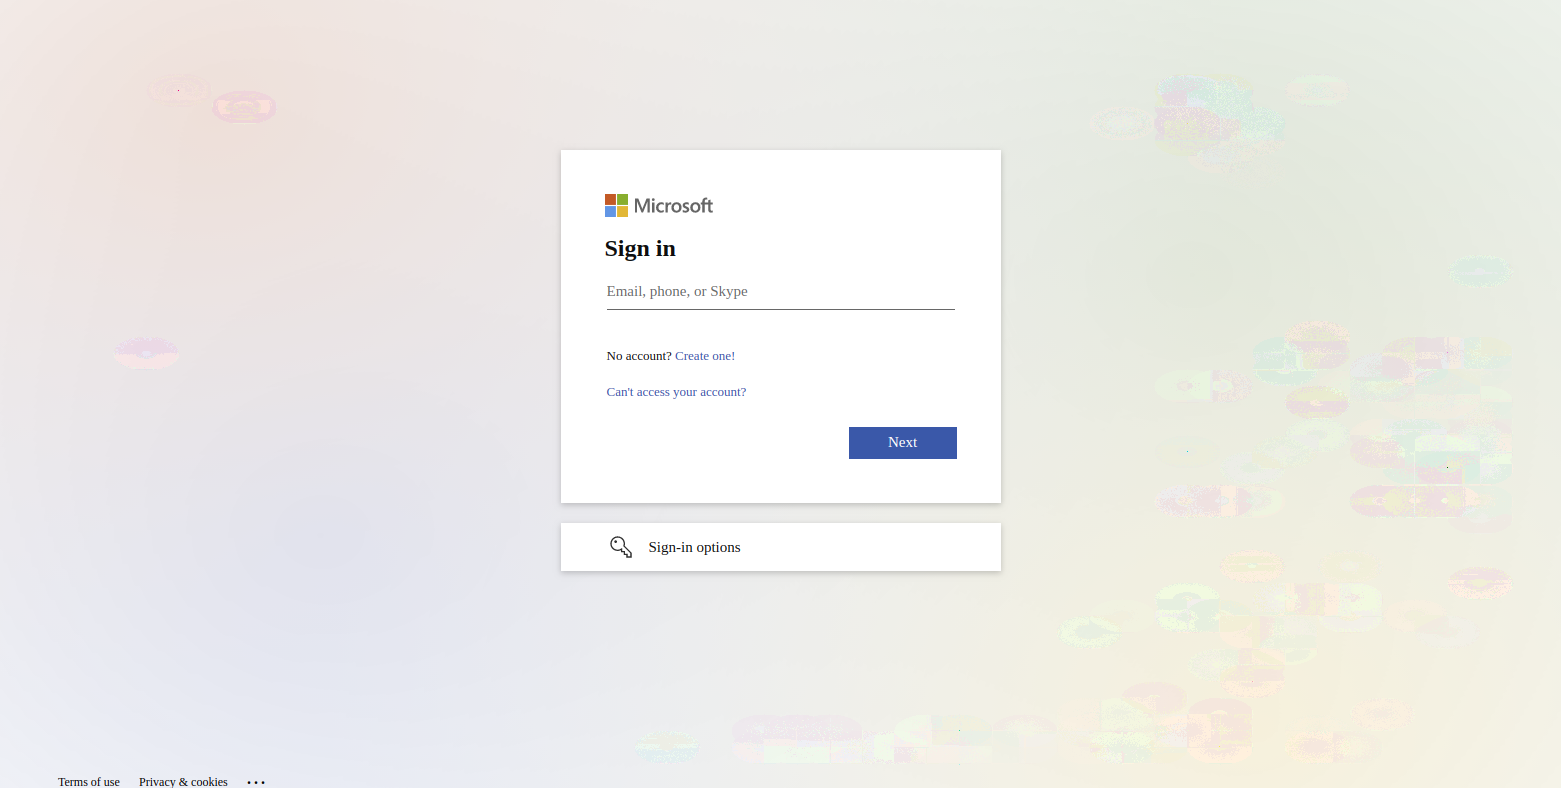 Microsoft
Sign in
Email, phone, or Skype
No account? Create one!
Can't access your account?
Next
Sign-in options
Terms of use Privacy & cookies ...